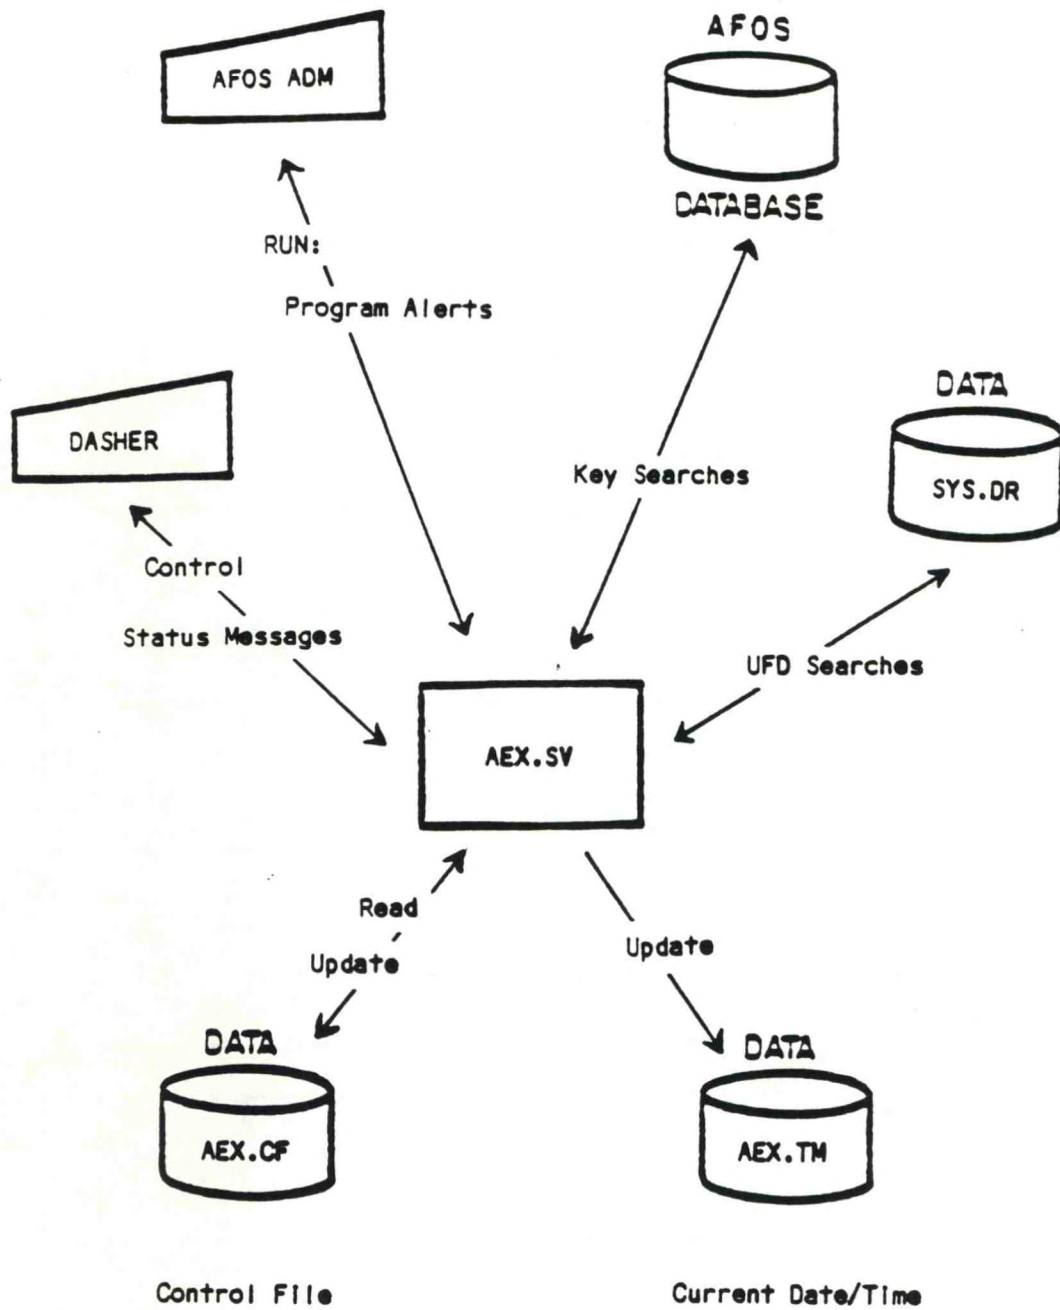 AFOS ADM
AFOS
DATABASE
RUN:
Program Alerts
DATA
SYS.DR
DASHER
Key Searches
Control
Status Messages
UFD Searches
AEX.SV
Read
Update
Update
DATA
AEX.CF
DATA
AEX.TM
Control File
Current Date/Time